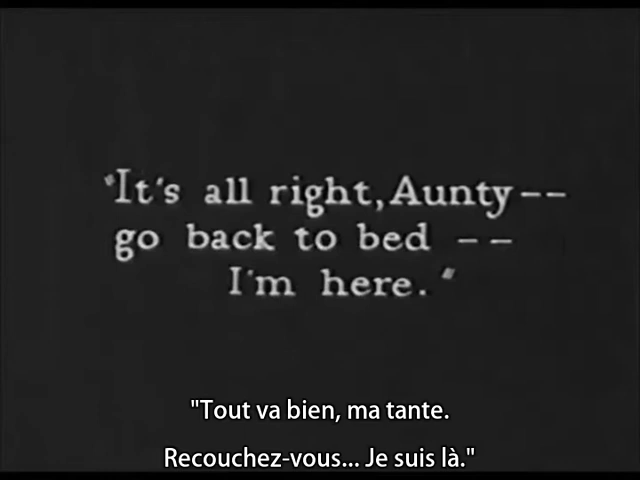 "It's all right, Aunty--
go back to bed --
I'm here."
"Tout va bien, ma tante.
Recouchez-vous... Je suis là."